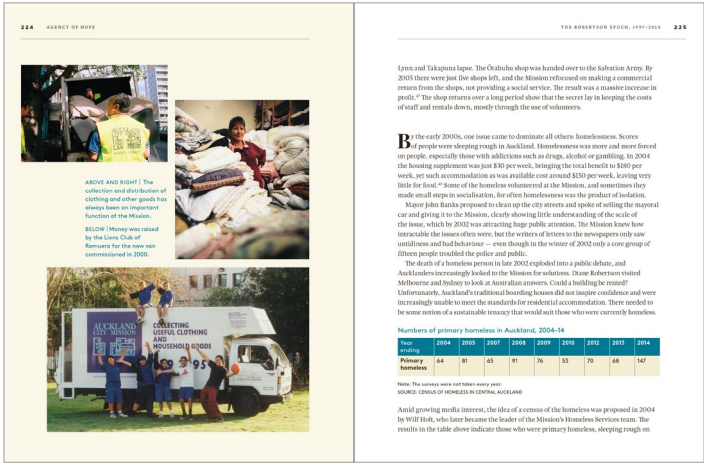 224 AGENCY OF HOPE
ABOVE AND RIGHT | The
collection and distribution of
clothing and other goods has
always been an important
function of the Mission.
BELOW | Money was raised
by the Lions Club of
Remuera for the new van
commissioned in 2000.
AUCKLAND
CITY MISSION
COLLECTING
USEFUL CLOTHING
AND
HOUSEHOLD GOODS
THE ROBERTSON EPOCH, 1997–2015 225
Lynn and Takapuna lapse. The Ōtāhuhu shop was handed over to the Salvation Army. By
2005 there were just five shops left, and the Mission refocused on making a commercial
return from the shops, not providing a social service. The result was a massive increase in
profit.⁴⁷ The shop returns over a long period show that the secret lay in keeping the costs
of staff and rentals down, mostly through the use of volunteers.
By the early 2000s, one issue came to dominate all others: homelessness. Scores
of people were sleeping rough in Auckland. Homelessness was more and more forced
on people, especially those with addictions such as drugs, alcohol or gambling. In 2004
the housing supplement was just $30 per week, bringing the total benefit to $180 per
week, yet such accommodation as was available cost around $150 per week, leaving very
little for food.⁴⁸ Some of the homeless volunteered at the Mission, and sometimes they
made small steps in socialisation, for often homelessness was the product of isolation.
Mayor John Banks proposed to clean up the city streets and spoke of selling the mayoral
car and giving it to the Mission, clearly showing little understanding of the scale of
the issue, which by 2002 was attracting huge public attention. The Mission knew how
intractable the issues often were, but the writers of letters to the newspapers only saw
untidiness and bad behaviour — even though in the winter of 2002 only a core group of
fifteen people troubled the police and public.
The death of a homeless person in late 2002 exploded into a public debate, and
Aucklanders increasingly looked to the Mission for solutions. Diane Robertson visited
Melbourne and Sydney to look at Australian answers. Could a building be rented?
Unfortunately, Auckland's traditional boarding houses did not inspire confidence and were
increasingly unable to meet the standards for residential accommodation. There needed to
be some notion of a sustainable tenancy that would suit those who were currently homeless.
Numbers of primary homeless in Auckland, 2004–14
Year ending 2004 2005 2007 2008 2009 2010 2012 2013 2014
Primary homeless 64 81 65 91 76 53 70 68 147
Note: The surveys were not taken every year.
SOURCE: CENSUS OF HOMELESS IN CENTRAL AUCKLAND
Amid growing media interest, the idea of a census of the homeless was proposed in 2004
by Wilf Holt, who later became the leader of the Mission's Homeless Services team. The
results in the table above indicate those who were primary homeless, sleeping rough on